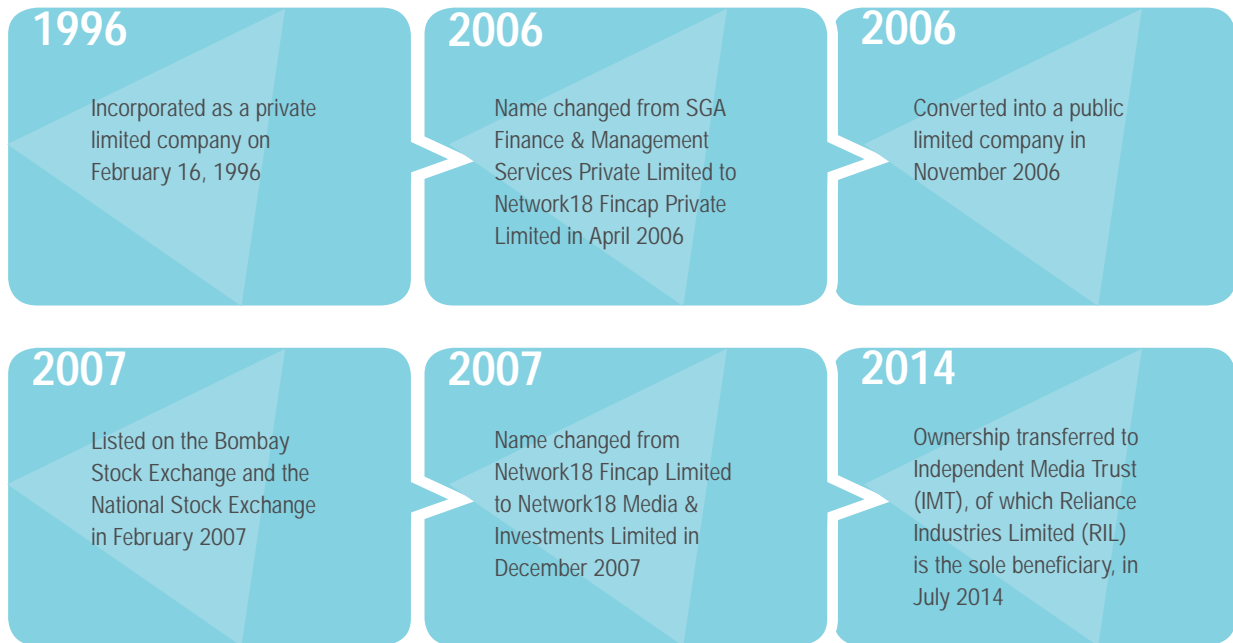 1996
Incorporated as a private
limited company on
February 16, 1996
2006
Name changed from SGA
Finance & Management
Services Private Limited to
Network18 Fincap Private
Limited in April 2006
2006
Converted into a public
limited company in
November 2006
2007
Listed on the Bombay
Stock Exchange and the
National Stock Exchange
in February 2007
2007
Name changed from
Network18 Fincap Limited
to Network18 Media &
Investments Limited in
December 2007
2014
Ownership transferred to
Independent Media Trust
(IMT), of which Reliance
Industries Limited (RIL)
is the sole beneficiary, in
July 2014